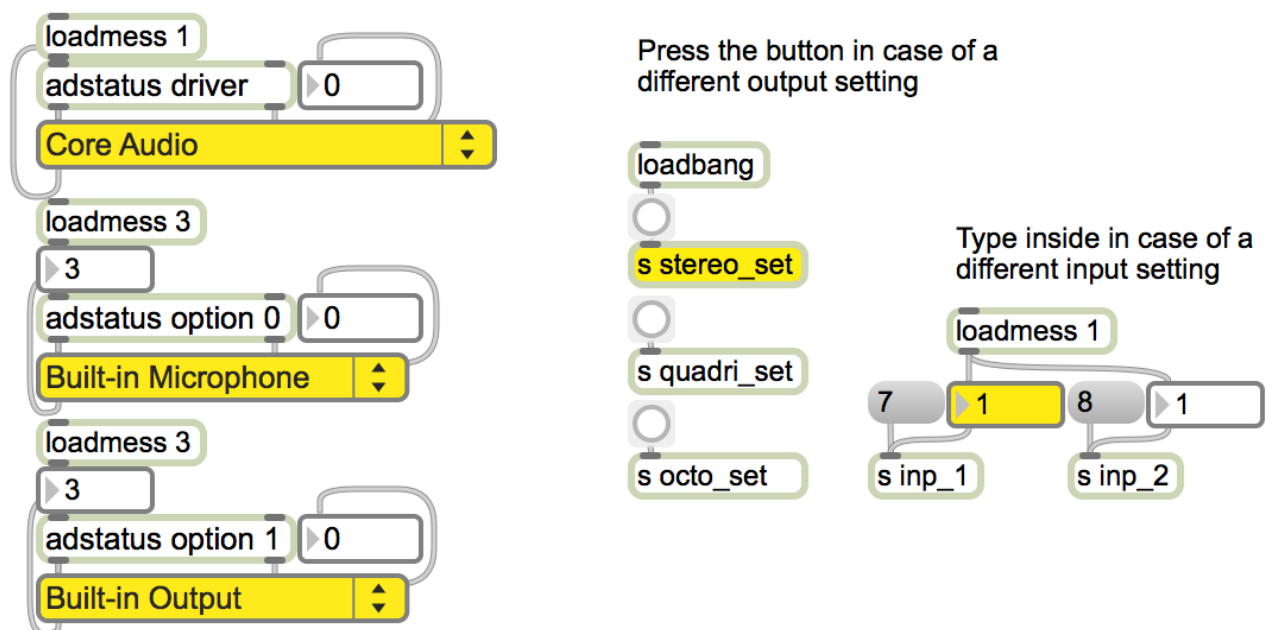 loadmess 1
adstatus driver
0
Core Audio
loadmess 3
3
adstatus option 0
0
Built-in Microphone
loadmess 3
3
adstatus option 1
0
Built-in Output
Press the button in case of a
different output setting
loadbang
s stereo_set
s quadri_set
s octo_set
Type inside in case of a
different input setting
loadmess 1
7
1
8
1
s inp_1
s inp_2